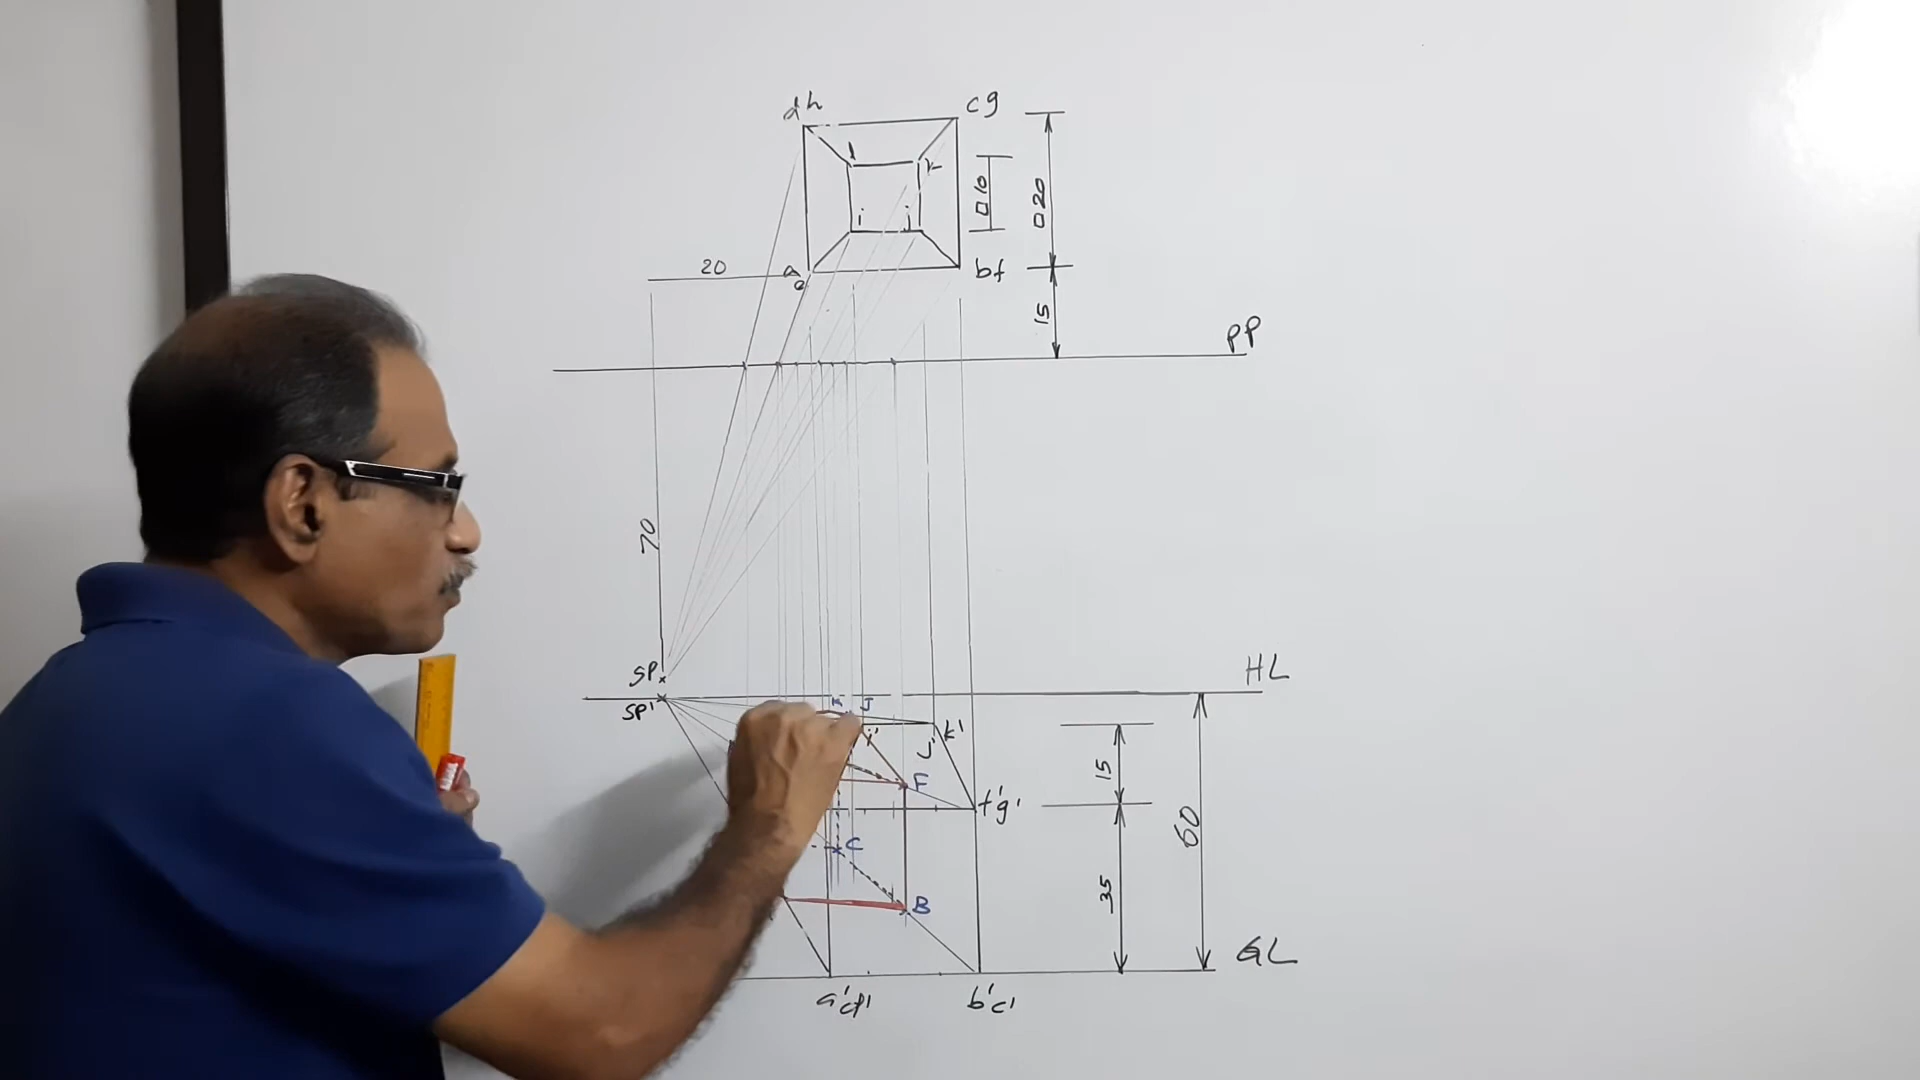 dh
cg
l
k
□10
□20
i
j
20
a
e
bf
15
PP
70
SP
HL
SP'
K
J
k'
i'
j'
15
F
f'g'
60
C
35
B
GL
a'd'
b'c'